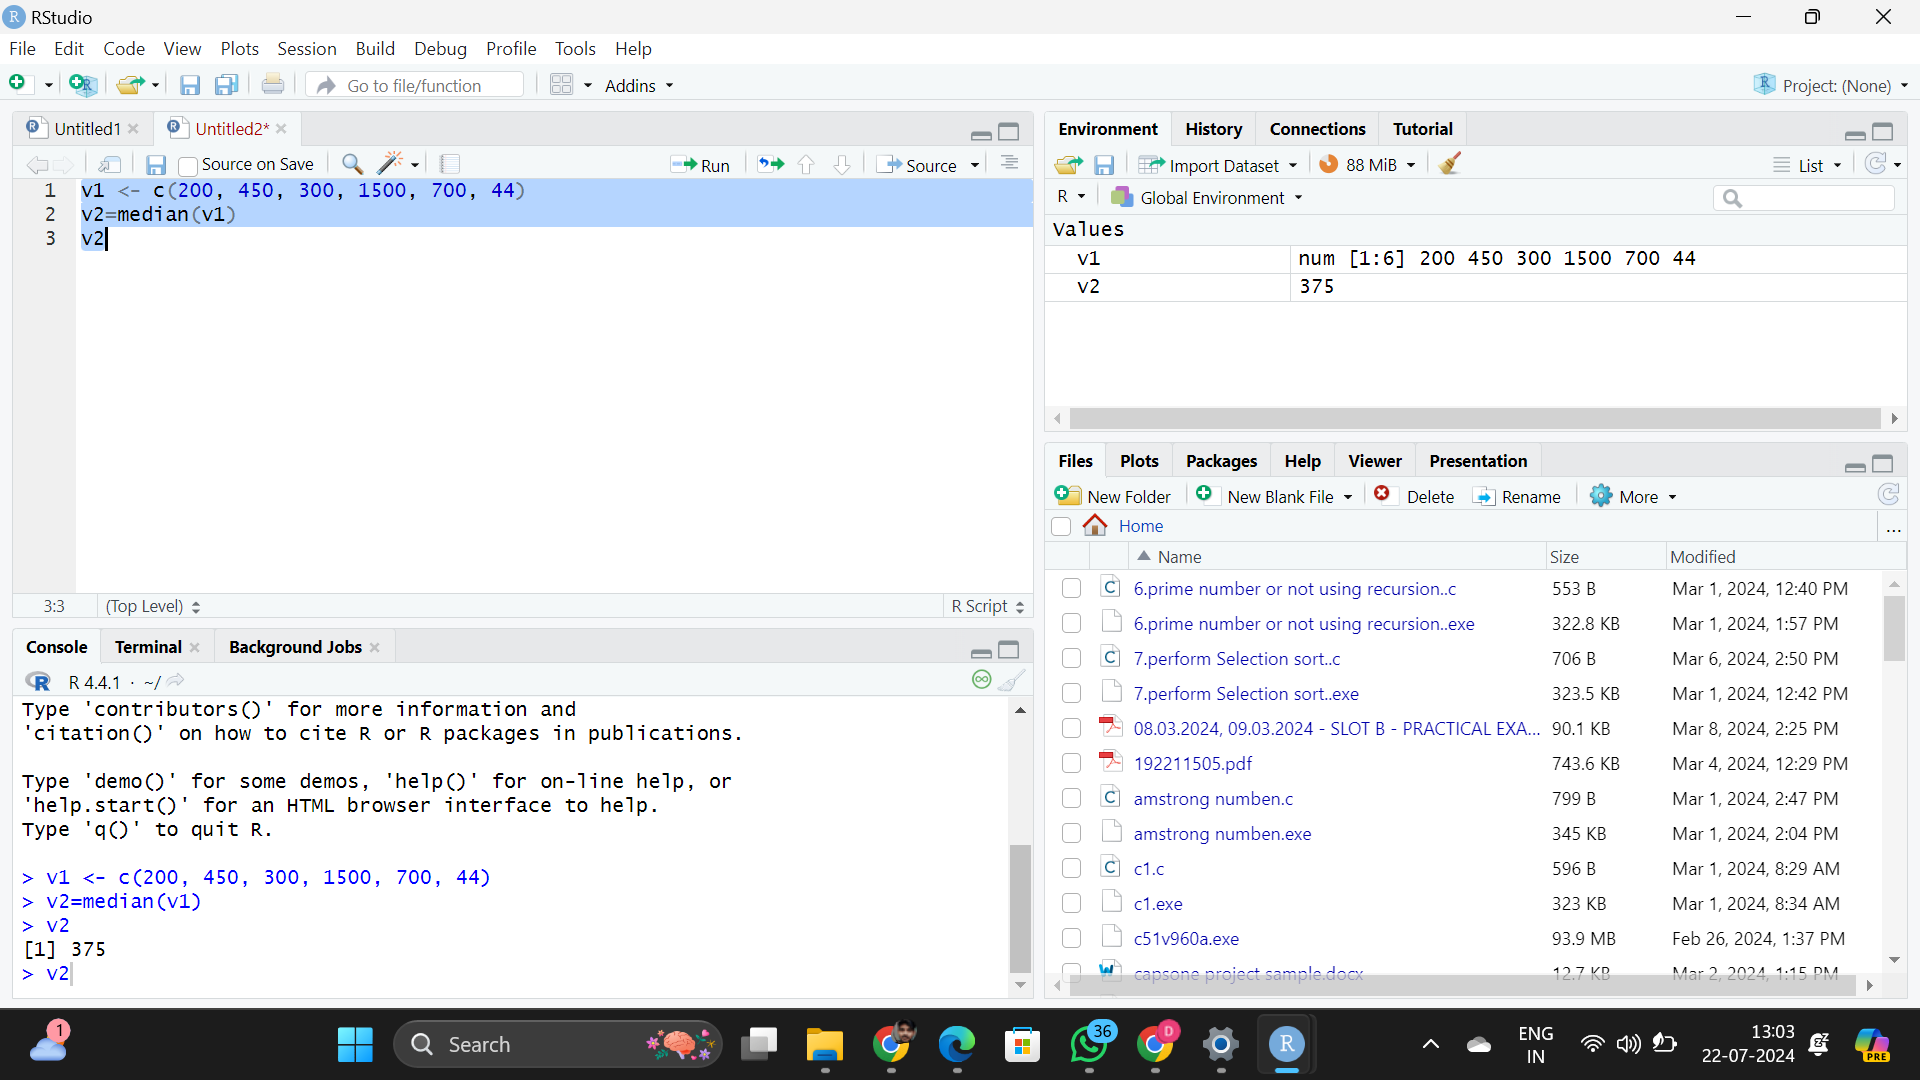 RStudio
File Edit Code View Plots Session Build Debug Profile Tools Help
Go to file/function Addins Project: (None)
Untitled1 Untitled2*
Source on Save Run Source
1 v1 <- c(200, 450, 300, 1500, 700, 44)
2 v2=median(v1)
3 v2
3:3 (Top Level) R Script
Console Terminal Background Jobs
R 4.4.1 · ~/
Type 'contributors()' for more information and
'citation()' on how to cite R or R packages in publications.
Type 'demo()' for some demos, 'help()' for on-line help, or
'help.start()' for an HTML browser interface to help.
Type 'q()' to quit R.
> v1 <- c(200, 450, 300, 1500, 700, 44)
> v2=median(v1)
> v2
[1] 375
> v2
Environment History Connections Tutorial
Import Dataset 88 MiB List
R Global Environment
Values
v1 num [1:6] 200 450 300 1500 700 44
v2 375
Files Plots Packages Help Viewer Presentation
New Folder New Blank File Delete Rename More
Home ...
Name Size Modified
6.prime number or not using recursion..c 553 B Mar 1, 2024, 12:40 PM
6.prime number or not using recursion..exe 322.8 KB Mar 1, 2024, 1:57 PM
7.perform Selection sort..c 706 B Mar 6, 2024, 2:50 PM
7.perform Selection sort..exe 323.5 KB Mar 1, 2024, 12:42 PM
08.03.2024, 09.03.2024 - SLOT B - PRACTICAL EXA... 90.1 KB Mar 8, 2024, 2:25 PM
192211505.pdf 743.6 KB Mar 4, 2024, 12:29 PM
amstrong numben.c 799 B Mar 1, 2024, 2:47 PM
amstrong numben.exe 345 KB Mar 1, 2024, 2:04 PM
c1.c 596 B Mar 1, 2024, 8:29 AM
c1.exe 323 KB Mar 1, 2024, 8:34 AM
c51v960a.exe 93.9 MB Feb 26, 2024, 1:37 PM
capsone project sample.docx 12.7 KB Mar 2, 2024, 1:15 PM
1 Search 36 D R ENG 13:03
IN 22-07-2024 PRE